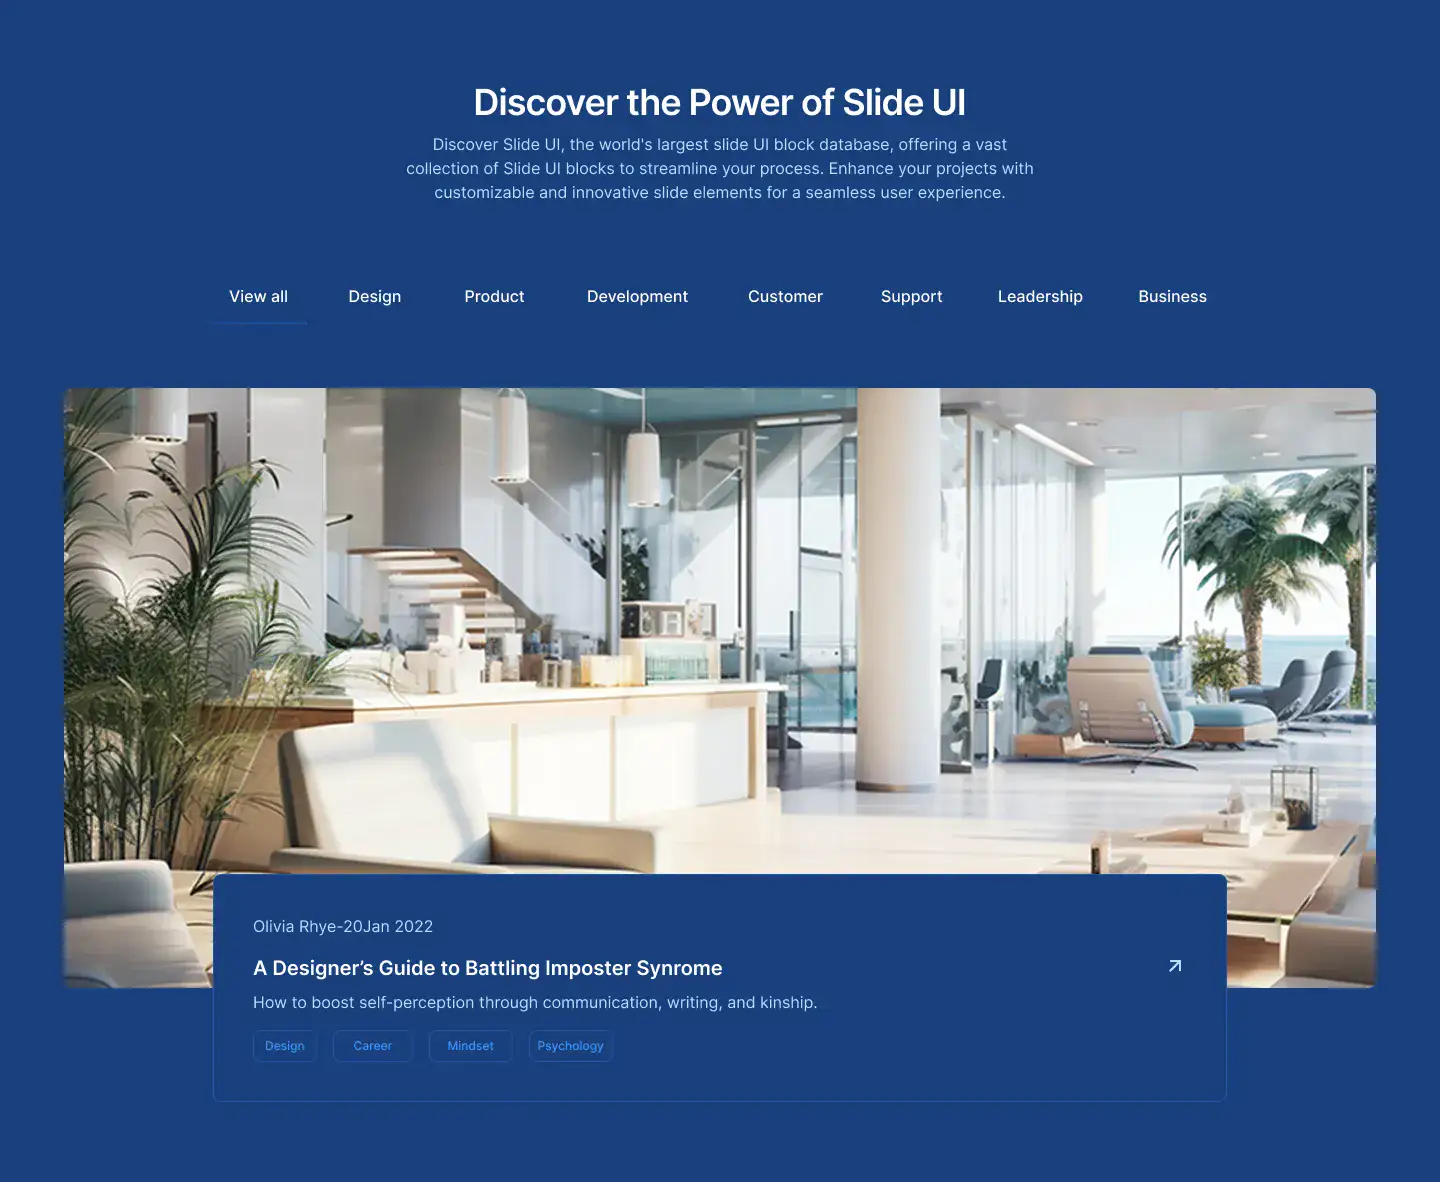 Discover the Power of Slide UI
Discover Slide UI, the world's largest slide UI block database, offering a vast
collection of Slide UI blocks to streamline your process. Enhance your projects with
customizable and innovative slide elements for a seamless user experience.
View all Design Product Development Customer Support Leadership Business
Olivia Rhye-20Jan 2022
A Designer’s Guide to Battling Imposter Synrome
How to boost self-perception through communication, writing, and kinship.
Design Career Mindset Psychology